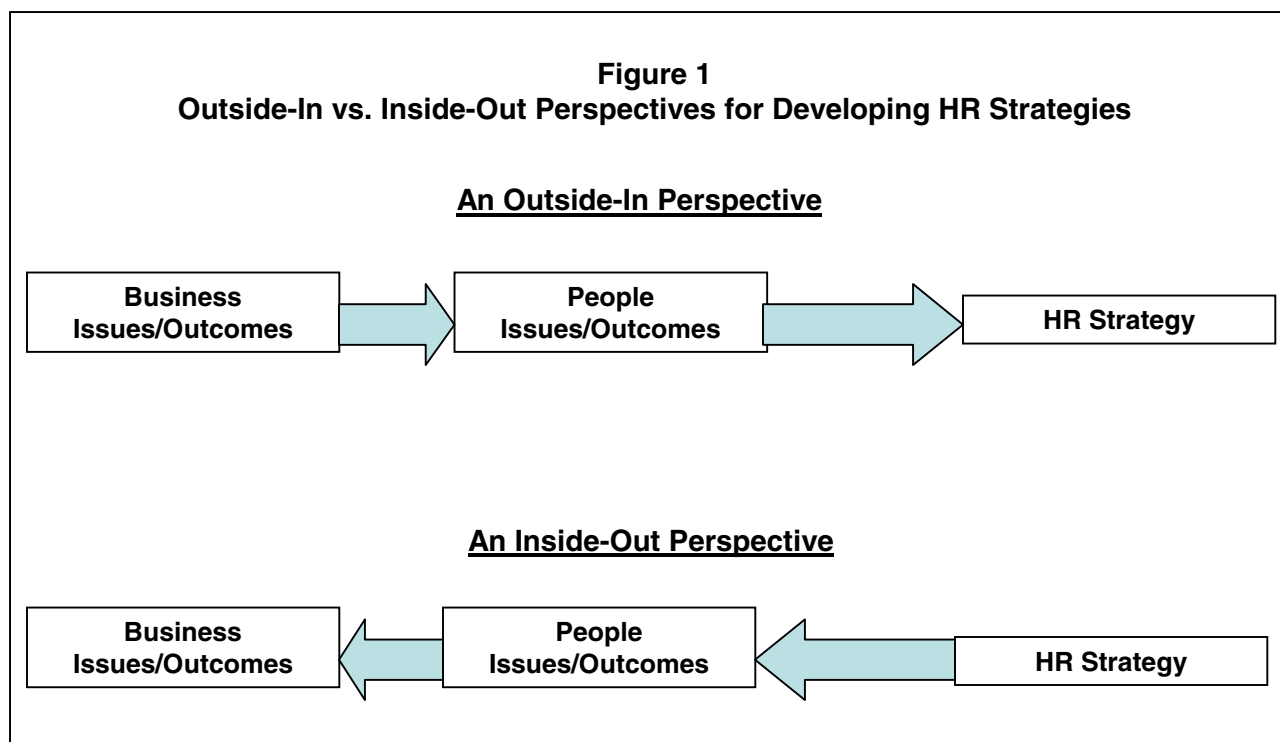 Figure 1
Outside-In vs. Inside-Out Perspectives for Developing HR Strategies
An Outside-In Perspective
Business
Issues/Outcomes
People
Issues/Outcomes
HR Strategy
An Inside-Out Perspective
Business
Issues/Outcomes
People
Issues/Outcomes
HR Strategy